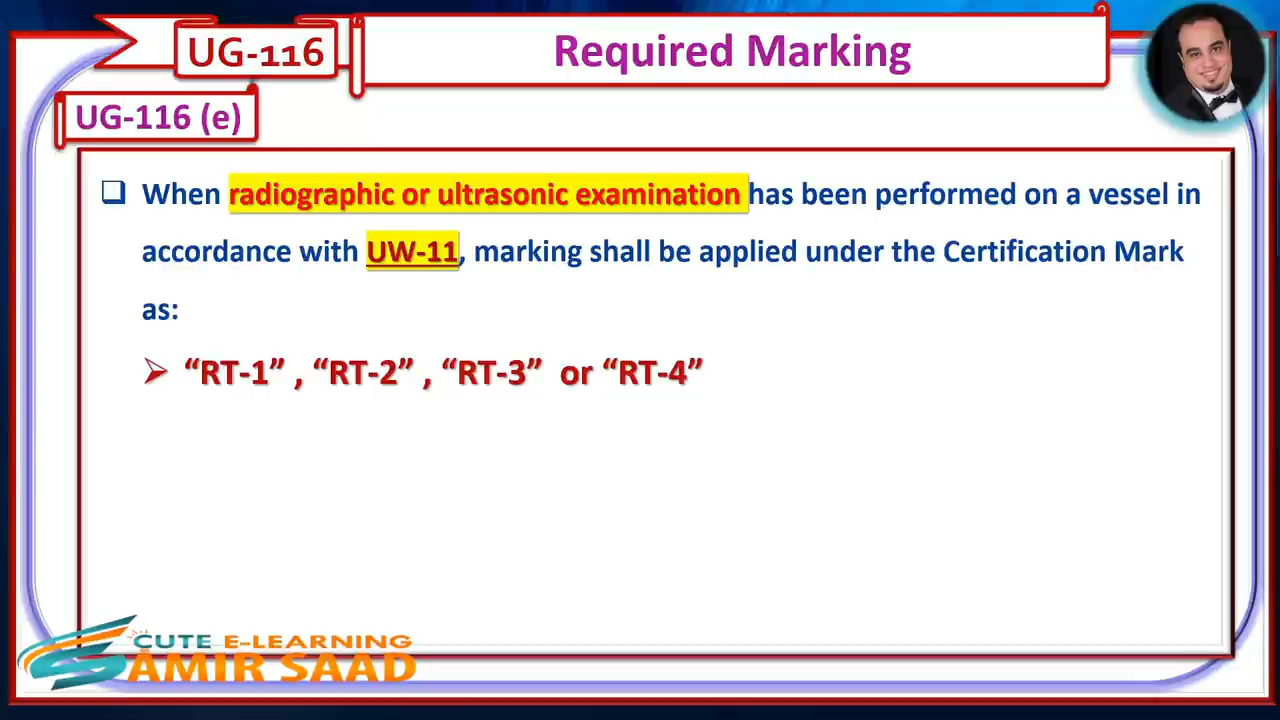 UG-116
Required Marking
UG-116 (e)
❑ When radiographic or ultrasonic examination has been performed on a vessel in
accordance with UW-11, marking shall be applied under the Certification Mark
as:
➢ “RT-1” , “RT-2” , “RT-3” or “RT-4”
CUTE E-LEARNING
SAMIR SAAD